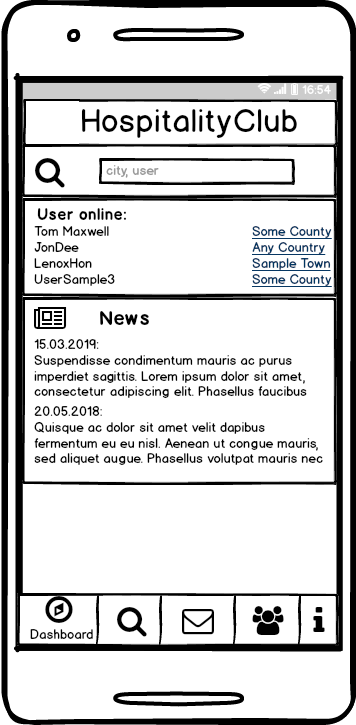 16:54
HospitalityClub
city, user
User online:
Tom Maxwell Some County
JonDee Any Country
LenoxHon Sample Town
UserSample3 Some County
News
15.03.2019:
Suspendisse condimentum mauris ac purus
imperdiet sagittis. Lorem ipsum dolor sit amet,
consectetur adipiscing elit. Phasellus faucibus
20.05.2018:
Quisque ac dolor sit amet velit dapibus
fermentum eu eu nisl. Aenean ut congue mauris,
sed aliquet augue. Phasellus volutpat mauris nec
Dashboard